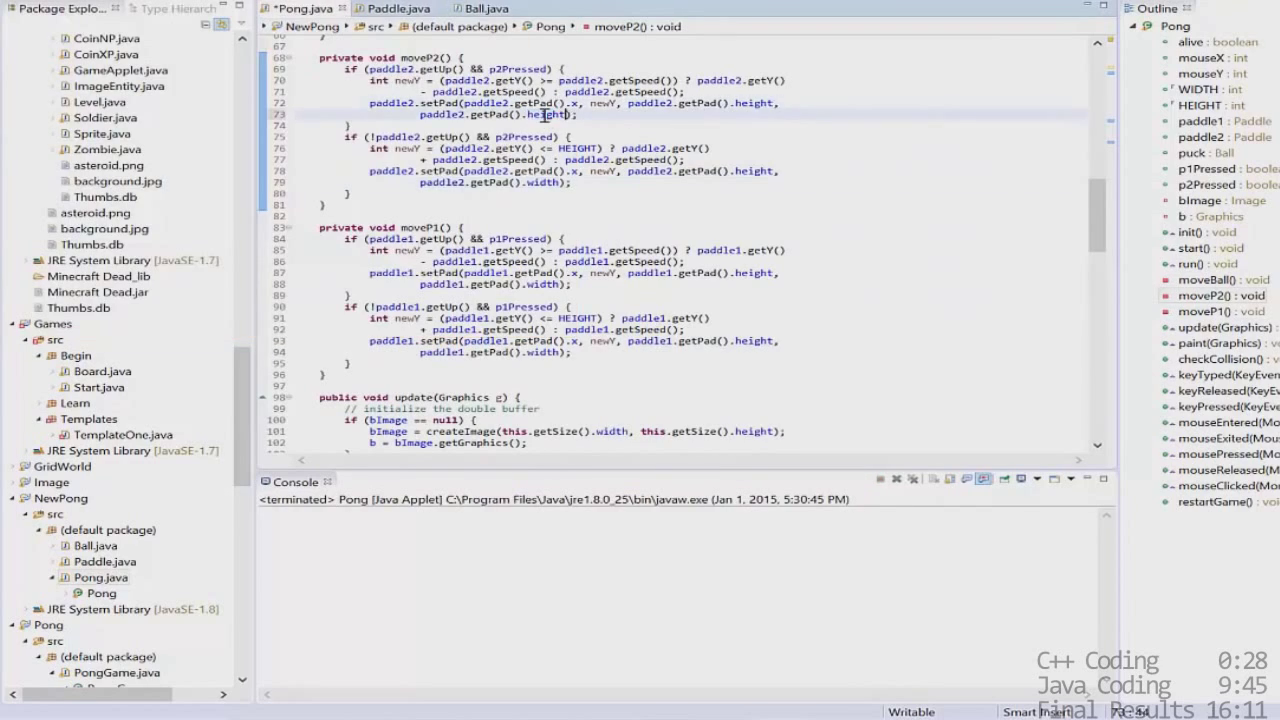 Package Explo...
Type Hierarch
CoinNP.java
CoinXP.java
GameApplet.java
ImageEntity.java
Level.java
Soldier.java
Sprite.java
Zombie.java
asteroid.png
background.jpg
Thumbs.db
asteroid.png
background.jpg
Thumbs.db
JRE System Library [JavaSE-1.7]
Minecraft Dead_lib
Minecraft Dead.jar
Thumbs.db
Games
src
Begin
Board.java
Start.java
Learn
Templates
TemplateOne.java
JRE System Library [JavaSE-1.7]
GridWorld
Image
NewPong
src
(default package)
Ball.java
Paddle.java
Pong.java
Pong
JRE System Library [JavaSE-1.8]
Pong
src
(default package)
PongGame.java
*Pong.java
Paddle.java
Ball.java
NewPong
src
(default package)
Pong
moveP2() : void
67
68 private void moveP2() {
69 if (paddle2.getUp() && p2Pressed) {
70 int newY = (paddle2.getY() >= paddle2.getSpeed()) ? paddle2.getY()
71 - paddle2.getSpeed() : paddle2.getSpeed();
72 paddle2.setPad(paddle2.getPad().x, newY, paddle2.getPad().height,
73 paddle2.getPad().height);
74 }
75 if (!paddle2.getUp() && p2Pressed) {
76 int newY = (paddle2.getY() <= HEIGHT) ? paddle2.getY()
77 + paddle2.getSpeed() : paddle2.getSpeed();
78 paddle2.setPad(paddle2.getPad().x, newY, paddle2.getPad().height,
79 paddle2.getPad().width);
80 }
81 }
82
83 private void moveP1() {
84 if (paddle1.getUp() && p1Pressed) {
85 int newY = (paddle1.getY() >= paddle1.getSpeed()) ? paddle1.getY()
86 - paddle1.getSpeed() : paddle1.getSpeed();
87 paddle1.setPad(paddle1.getPad().x, newY, paddle1.getPad().height,
88 paddle1.getPad().width);
89 }
90 if (!paddle1.getUp() && p1Pressed) {
91 int newY = (paddle1.getY() <= HEIGHT) ? paddle1.getY()
92 + paddle1.getSpeed() : paddle1.getSpeed();
93 paddle1.setPad(paddle1.getPad().x, newY, paddle1.getPad().height,
94 paddle1.getPad().width);
95 }
96 }
97
98 public void update(Graphics g) {
99 // initialize the double buffer
100 if (bImage == null) {
101 bImage = createImage(this.getSize().width, this.getSize().height);
102 b = bImage.getGraphics();
Console
<terminated> Pong [Java Applet] C:\Program Files\Java\jre1.8.0_25\bin\javaw.exe (Jan 1, 2015, 5:30:45 PM)
Outline
Pong
alive : boolean
mouseX : int
mouseY : int
WIDTH : int
HEIGHT : int
paddle1 : Paddle
paddle2 : Paddle
puck : Ball
p1Pressed : boo
p2Pressed : boo
bImage : Image
b : Graphics
init() : void
start() : void
run() : void
moveBall() : void
moveP2() : void
moveP1() : void
update(Graphics)
paint(Graphics) :
checkCollision() :
keyTyped(KeyEve
keyReleased(KeyE
keyPressed(KeyE
mouseEntered(Mo
mouseExited(Mou
mousePressed(Mo
mouseReleased(M
mouseClicked(Mo
restartGame() : v
C++ Coding 0:28
Java Coding 9:45
Final Results 16:11
Writable
Smart Insert
73 : 44